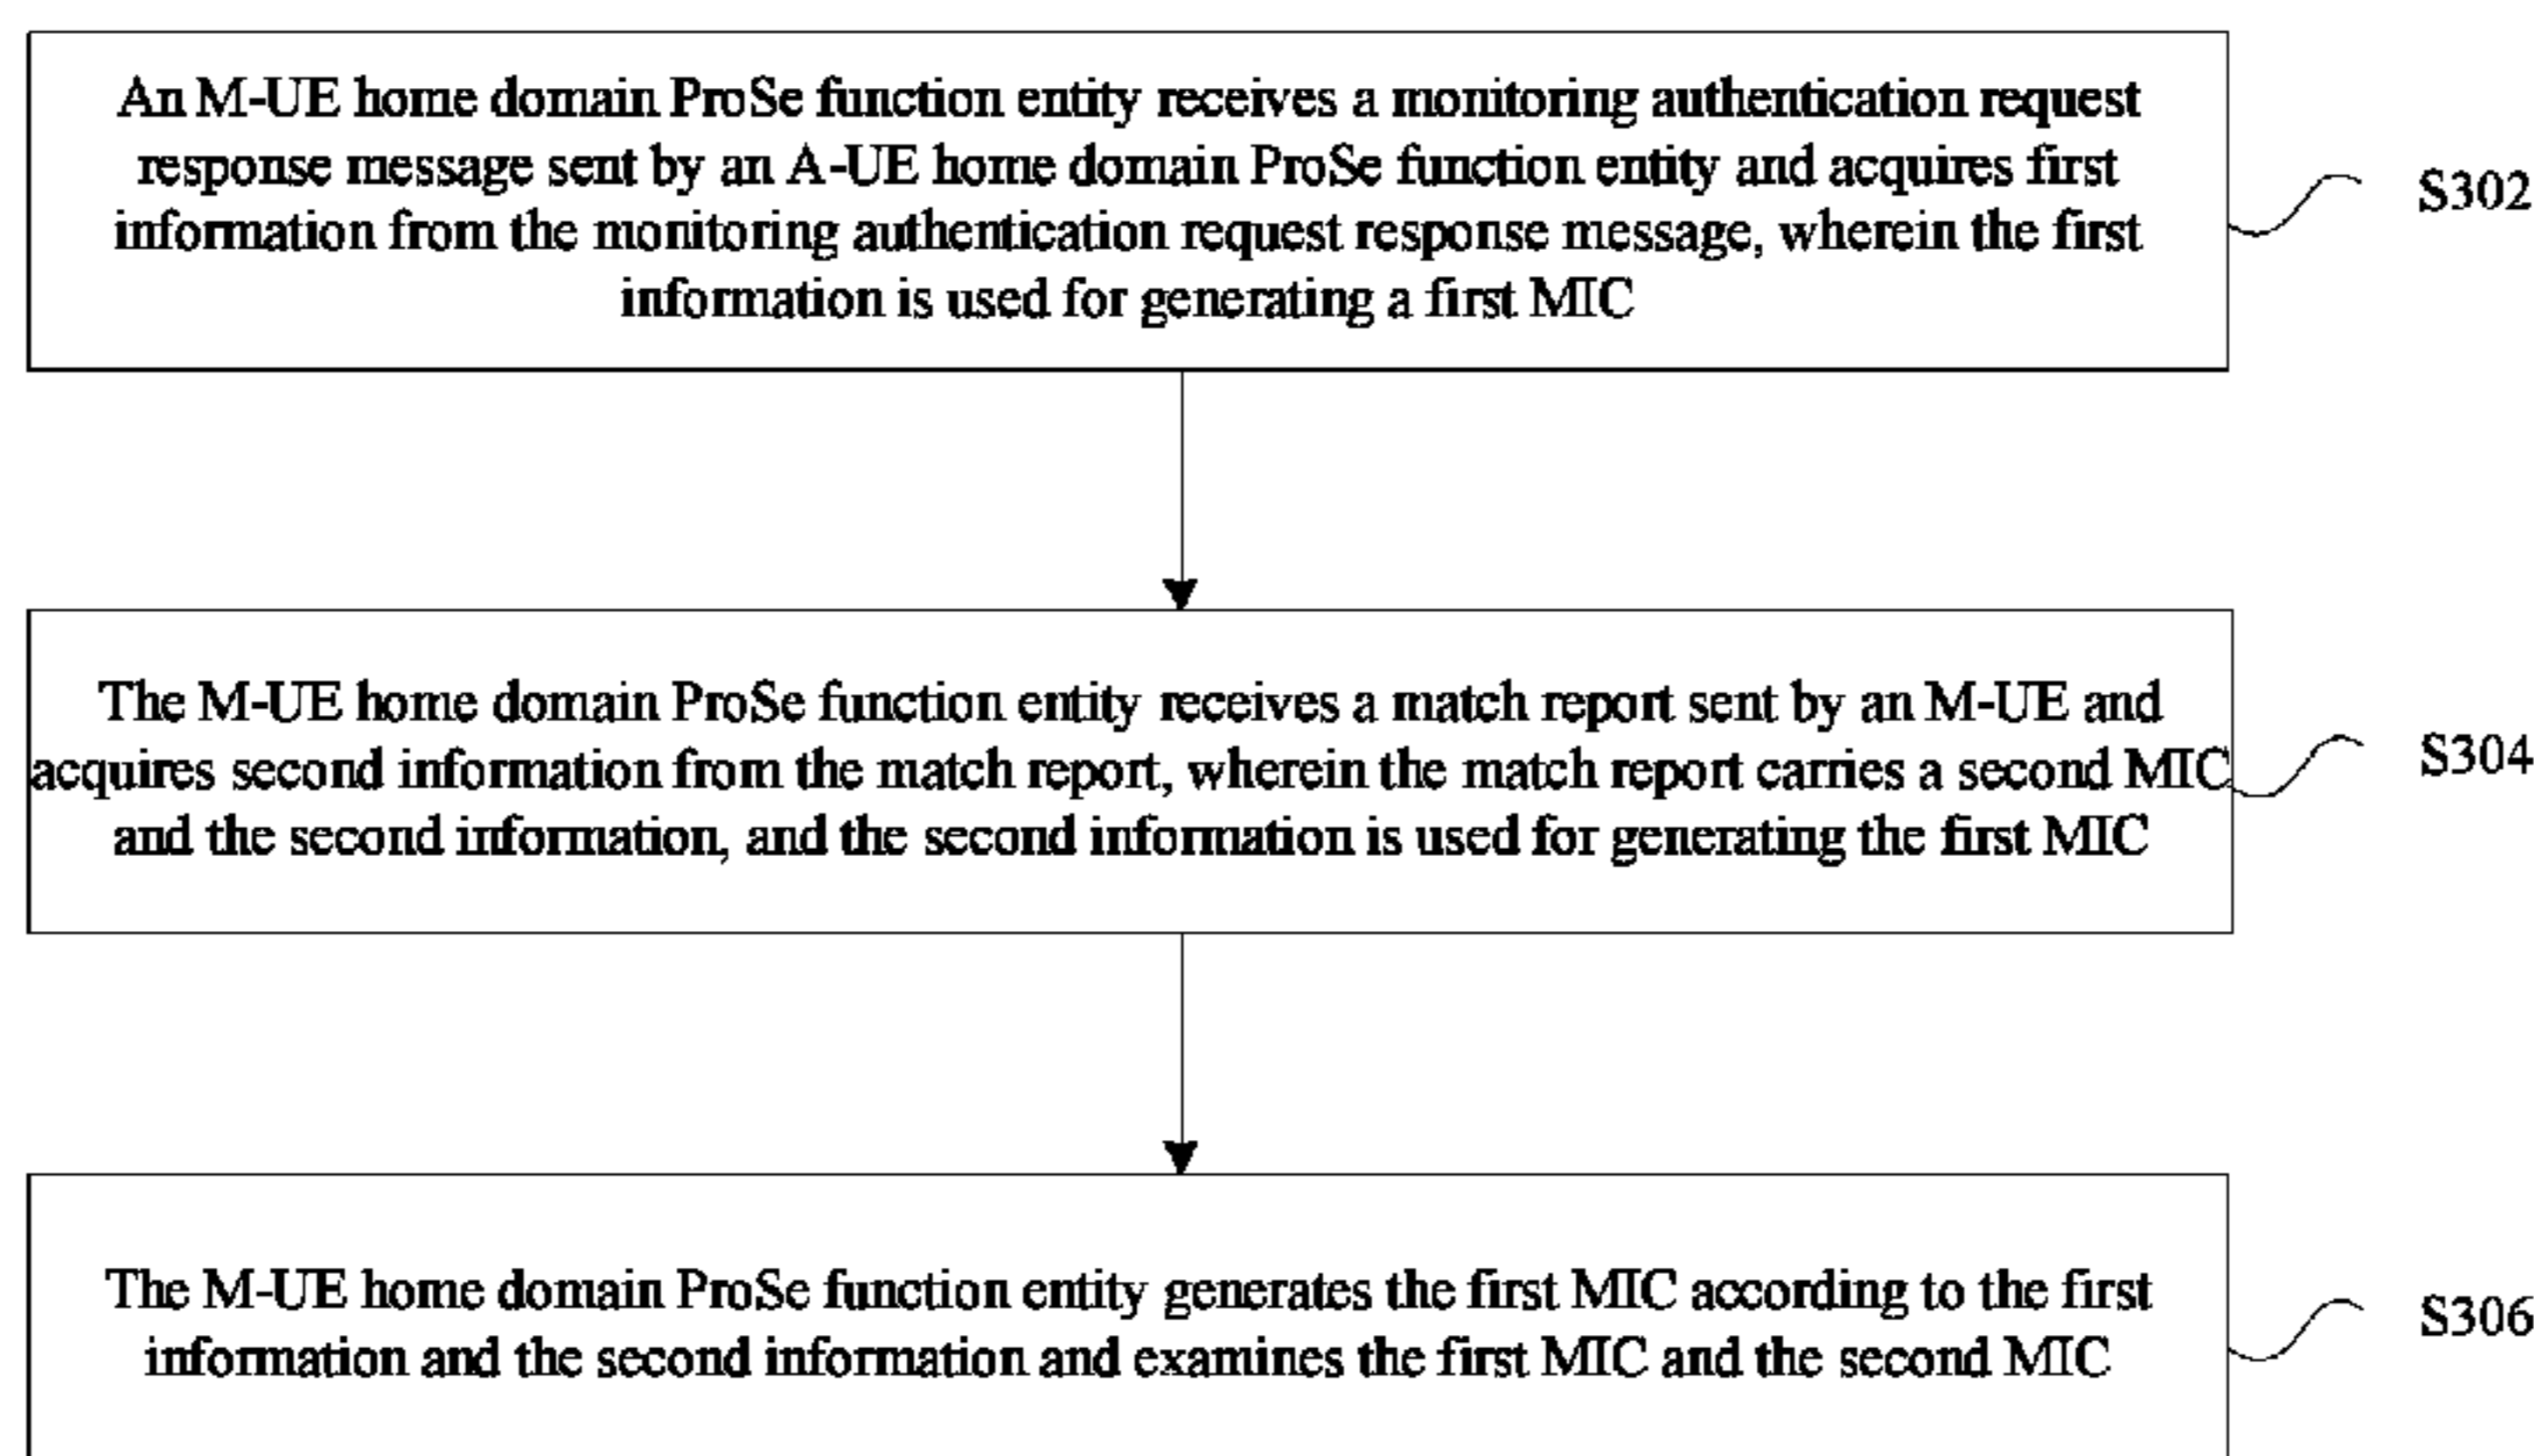 An M-UE home domain ProSe function entity receives a monitoring authentication request
response message sent by an A-UE home domain ProSe function entity and acquires first
information from the monitoring authentication request response message, wherein the first
information is used for generating a first MIC
S302
The M-UE home domain ProSe function entity receives a match report sent by an M-UE and
acquires second information from the match report, wherein the match report carries a second MIC
and the second information, and the second information is used for generating the first MIC
S304
The M-UE home domain ProSe function entity generates the first MIC according to the first
information and the second information and examines the first MIC and the second MIC
S306